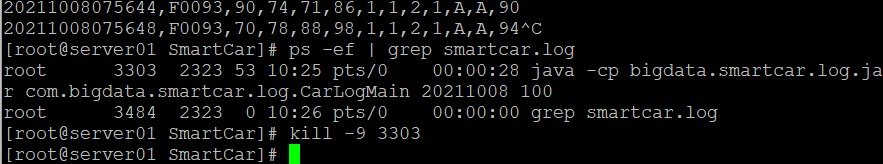 20211008075644,F0093,90,74,71,86,1,1,2,1,A,A,90
20211008075648,F0093,70,78,88,98,1,1,2,1,A,A,94^C
[root@server01 SmartCar]# ps -ef | grep smartcar.log
root      3303  2323 53 10:25 pts/0    00:00:28 java -cp bigdata.smartcar.log.ja
r com.bigdata.smartcar.log.CarLogMain 20211008 100
root      3484  2323  0 10:26 pts/0    00:00:00 grep smartcar.log
[root@server01 SmartCar]# kill -9 3303
[root@server01 SmartCar]#